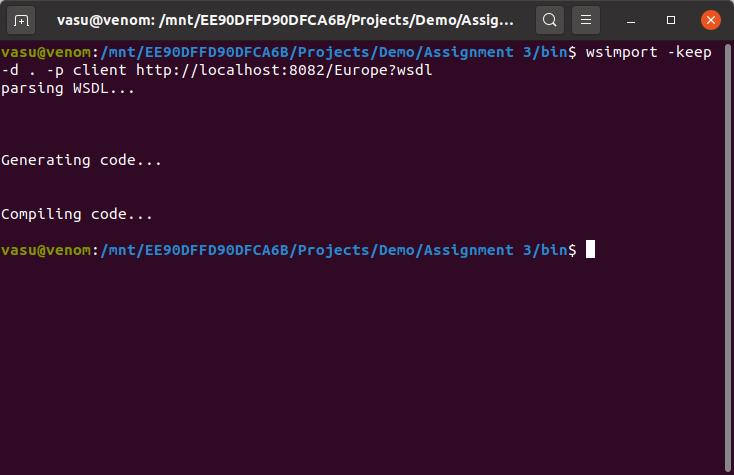 vasu@venom: /mnt/EE90DFFD90DFCA6B/Projects/Demo/Assig...
vasu@venom:/mnt/EE90DFFD90DFCA6B/Projects/Demo/Assignment 3/bin$ wsimport -keep
-d . -p client http://localhost:8082/Europe?wsdl
parsing WSDL...
Generating code...
Compiling code...
vasu@venom:/mnt/EE90DFFD90DFCA6B/Projects/Demo/Assignment 3/bin$